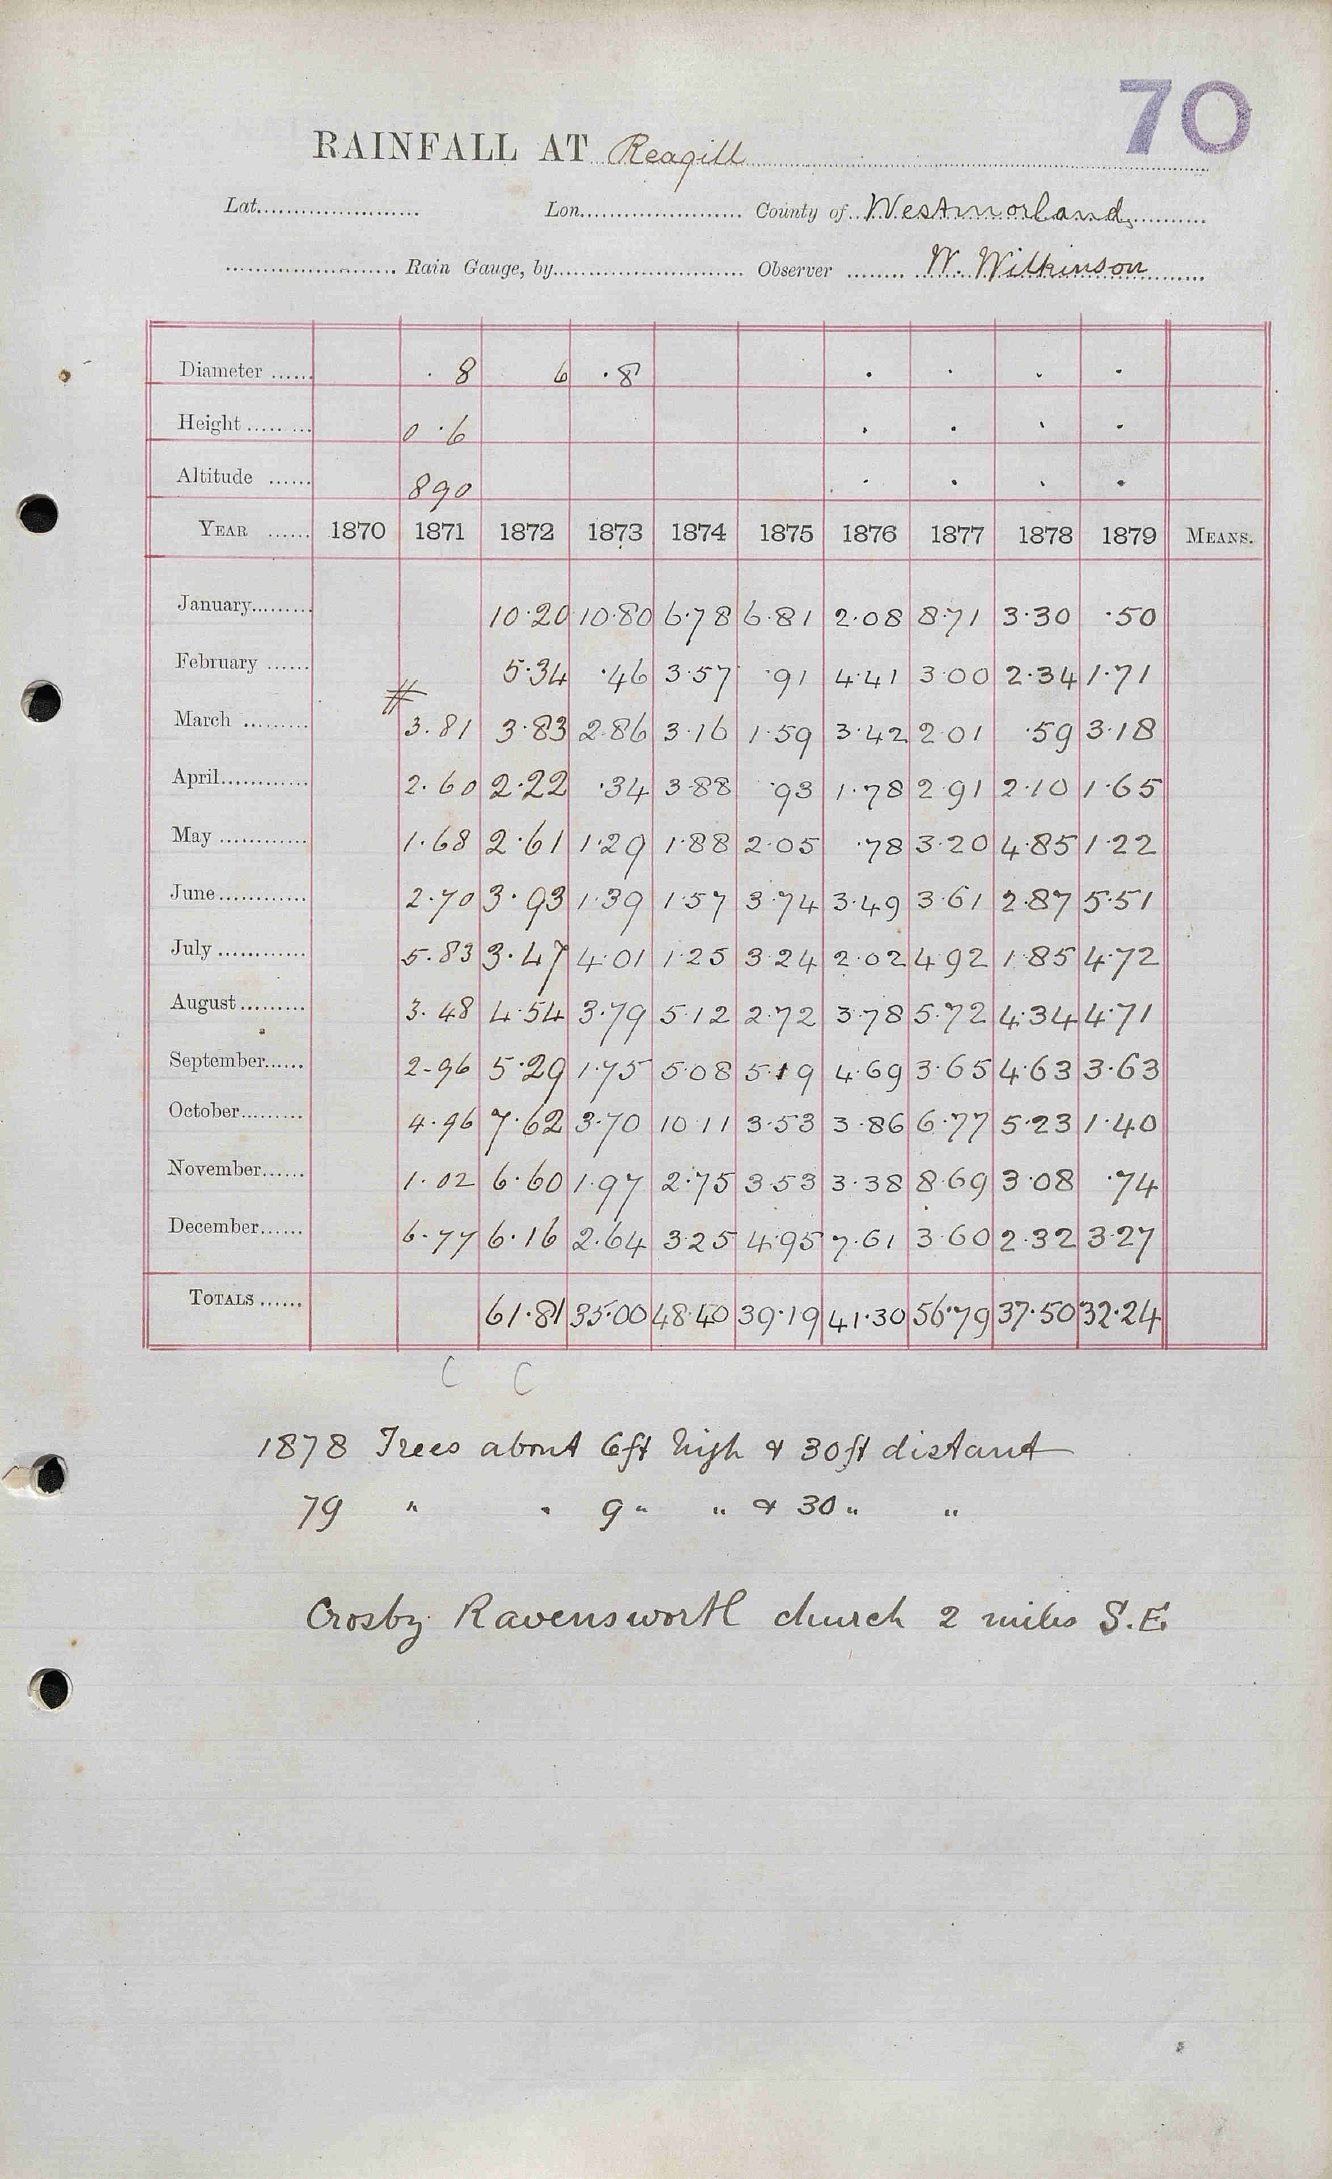 70
RAINFALL AT Reagill
Lat. Lon. County of Westmorland.
Rain Gauge, by Observer W. Wilkinson
Diameter · 8 6 ·8 · · · ·
Height 0·6 · · · ·
Altitude 890 · · · ·
YEAR 1870 1871 1872 1873 1874 1875 1876 1877 1878 1879 MEANS.
January 10·20 10·80 6·78 6·81 2·08 8·71 3·30 ·50
February 5·34 ·46 3·57 ·91 4·41 3·00 2·34 1·71
March # 3·81 3·83 2·86 3·16 1·59 3·42 2·01 ·59 3·18
April 2·60 2·22 ·34 3·88 ·93 1·78 2·91 2·10 1·65
May 1·68 2·61 1·29 1·88 2·05 ·78 3·20 4·85 1·22
June 2·70 3·93 1·39 1·57 3·74 3·49 3·61 2·87 5·51
July 5·83 3·47 4·01 1·25 3·24 2·02 4·92 1·85 4·72
August 3·48 4·54 3·79 5·12 2·72 3·78 5·72 4·34 4·71
September 2-96 5·29 1·75 5·08 5·19 4·69 3·65 4·63 3·63
October 4·96 7·62 3·70 10·11 3·53 3·86 6·77 5·23 1·40
November 1·02 6·60 1·97 2·75 3·53 3·38 8·69 3·08 ·74
December 6·77 6·16 2·64 3·25 4·95 7·61 3·60 2·32 3·27
TOTALS 61·81 35·00 48·40 39·19 41·30 56·79 37·50 32·24
C C
1878 Trees about 6ft high & 30ft distant
79 " " 9 " " & 30 " "
Crosby Ravensworth church 2 miles S.E.